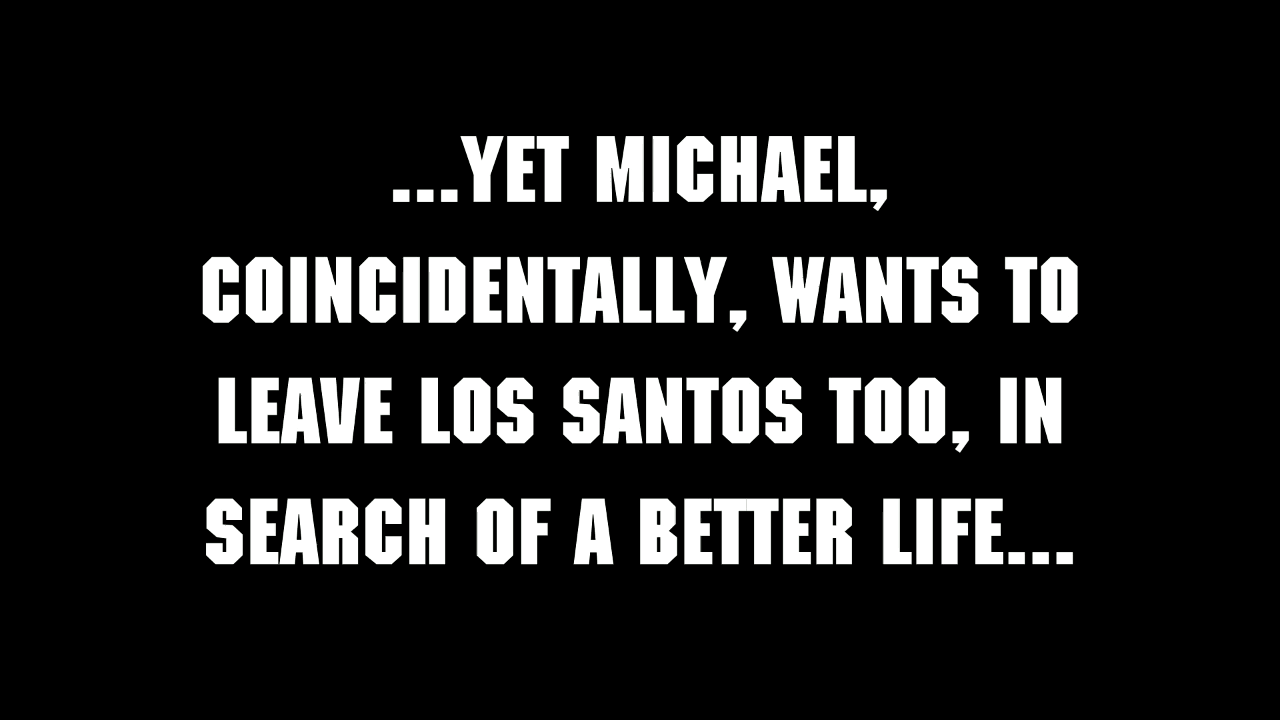 ...YET MICHAEL,
COINCIDENTALLY, WANTS TO
LEAVE LOS SANTOS TOO, IN
SEARCH OF A BETTER LIFE...